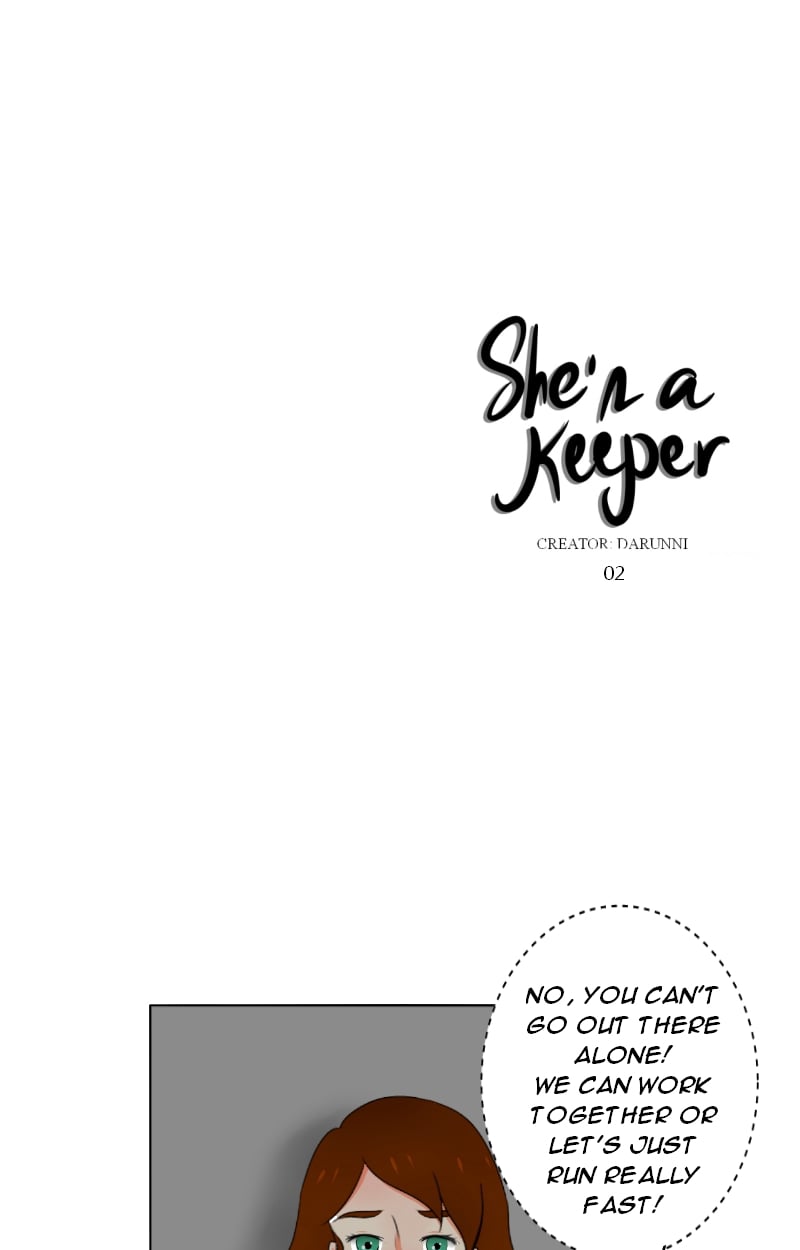 She's a
Keeper
CREATOR: DARUNNI
02
NO, YOU CAN'T
GO OUT THERE
ALONE!
WE CAN WORK
TOGETHER OR
LET'S JUST
RUN REALLY
FAST!